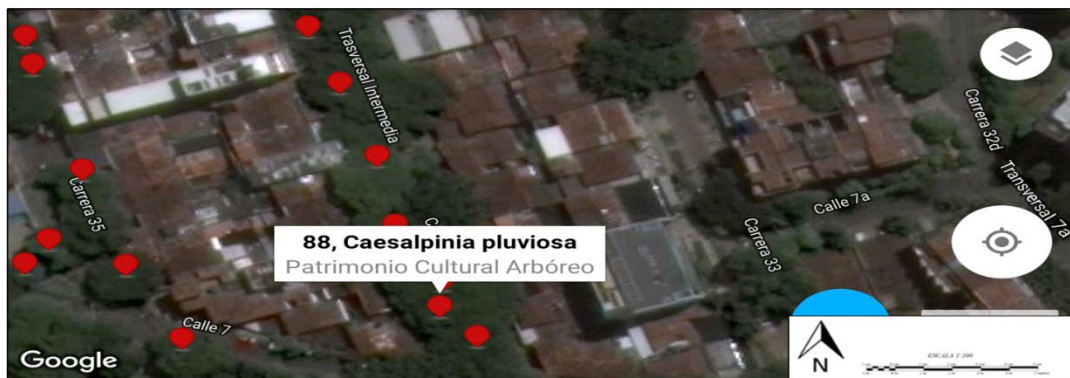 Trasversal Intermedia
Carrera 32d
Transversal 7a
Carrera 35
Calle 7a
88, Caesalpinia pluviosa
Patrimonio Cultural Arbóreo
Carrera 33
Calle 7
Google
N